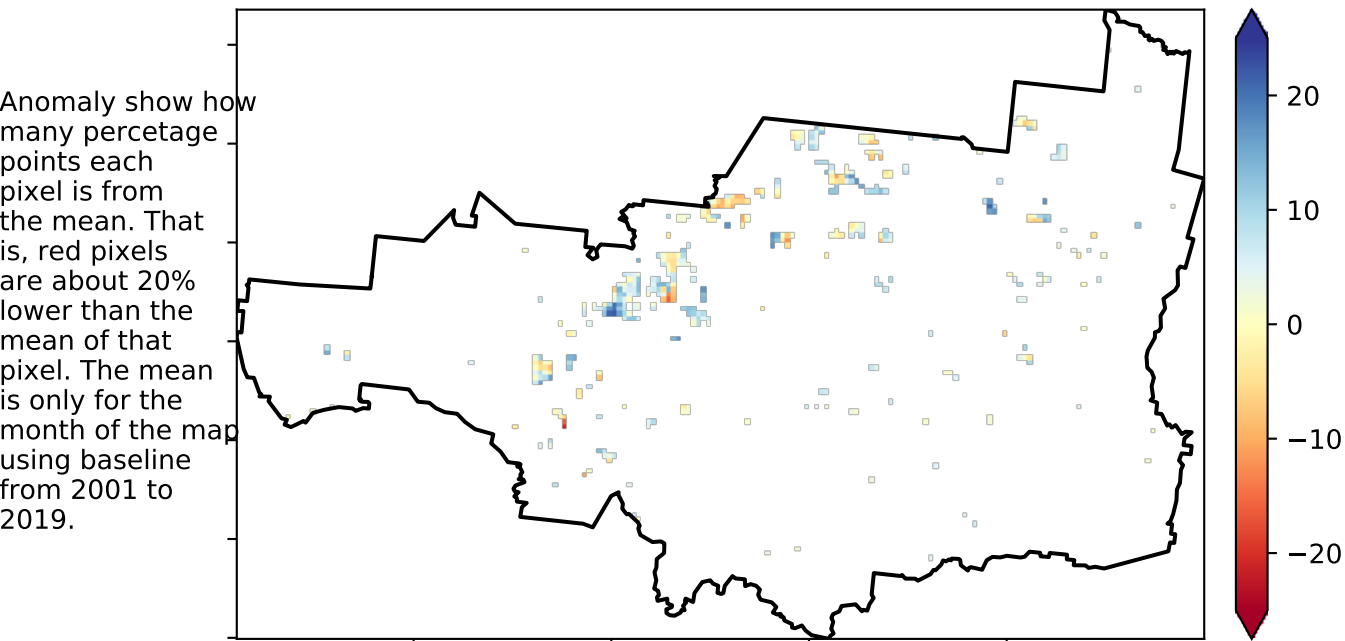 Anomaly show how
many percetage
points each
pixel is from
the mean. That
is, red pixels
are about 20%
lower than the
mean of that
pixel. The mean
is only for the
month of the map
using baseline
from 2001 to
2019.
20
10
0
−10
−20